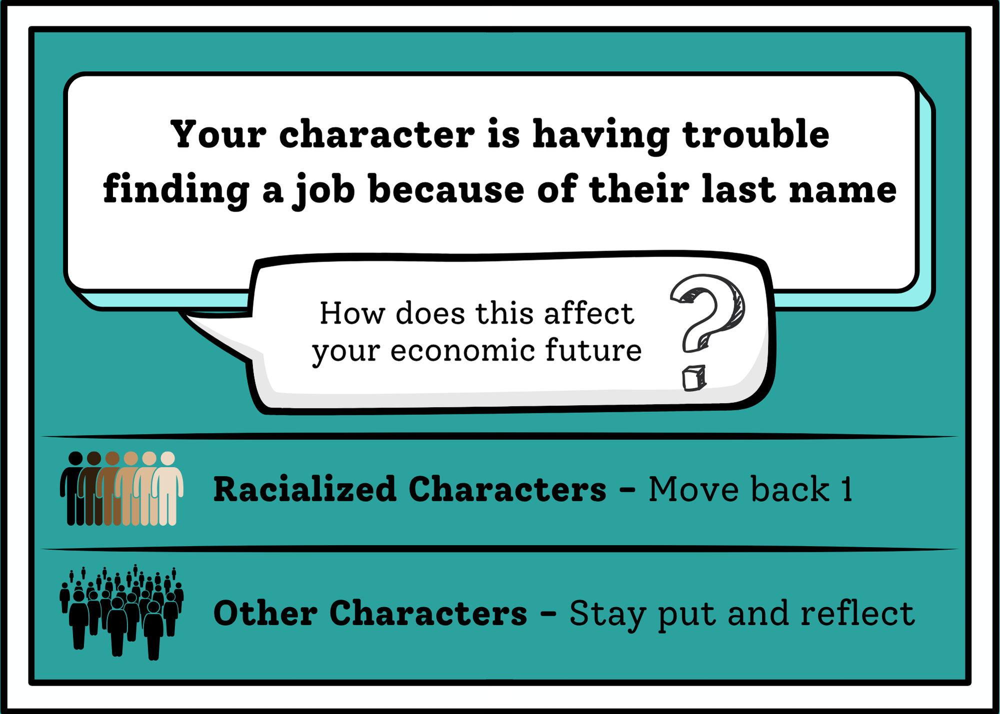 Your character is having trouble
finding a job because of their last name
How does this affect
your economic future
?
Racialized Characters – Move back 1
Other Characters – Stay put and reflect